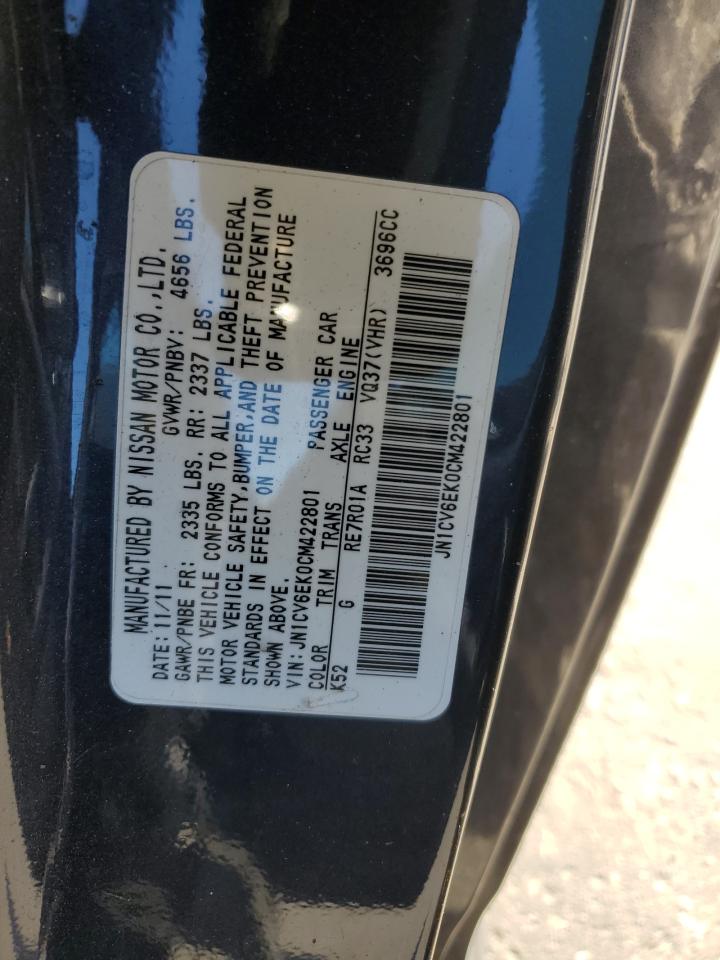 MANUFACTURED BY NISSAN MOTOR CO.,LTD.
DATE:11/11 GVWR/PNBV: 4656 LBS.
GAWR/PNBE FR: 2335 LBS. RR: 2337 LBS.
THIS VEHICLE CONFORMS TO ALL APPLICABLE FEDERAL
MOTOR VEHICLE SAFETY,BUMPER,AND THEFT PREVENTION
STANDARDS IN EFFECT ON THE DATE OF MANUFACTURE
SHOWN ABOVE.
VIN:JN1CV6EK0CM422801 PASSENGER CAR
COLOR TRIM TRANS AXLE ENGINE
K52 G RE7R01A RC33 VQ37(VHR) 3696CC
JN1CV6EK0CM422801